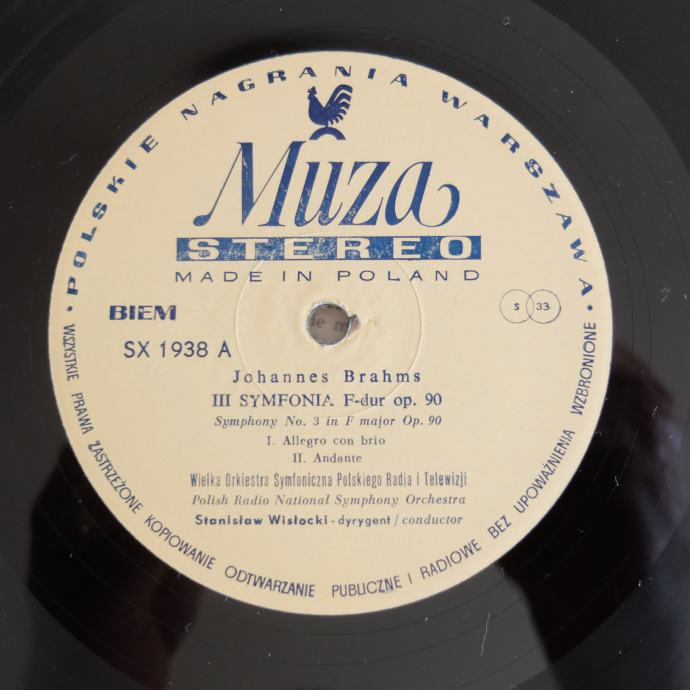 • POLSKIE NAGRANIA WARSZAWA •
Muza
STEREO
MADE IN POLAND
BIEM
S 33
SX 1938 A
Johannes Brahms
III SYMFONIA F-dur op. 90
Symphony No. 3 in F major Op. 90
I. Allegro con brio
II. Andante
Wielka Orkiestra Symfoniczna Polskiego Radia i Telewizji
Polish Radio National Symphony Orchestra
Stanisław Wisłocki - dyrygent / conductor
WSZYSTKIE PRAWA ZASTRZEŻONE KOPIOWANIE ODTWARZANIE PUBLICZNE I RADIOWE BEZ UPOWAŻNIENIA WZBRONIONE